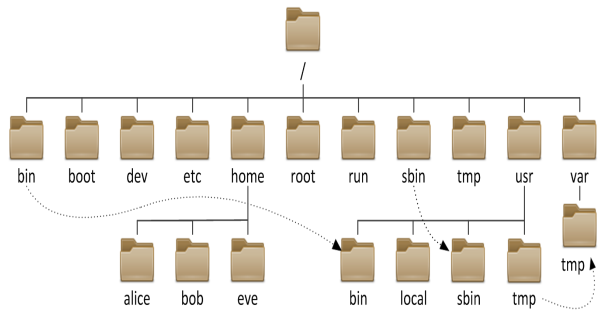 /
bin boot dev etc home root run sbin tmp usr var
tmp
alice bob eve bin local sbin tmp